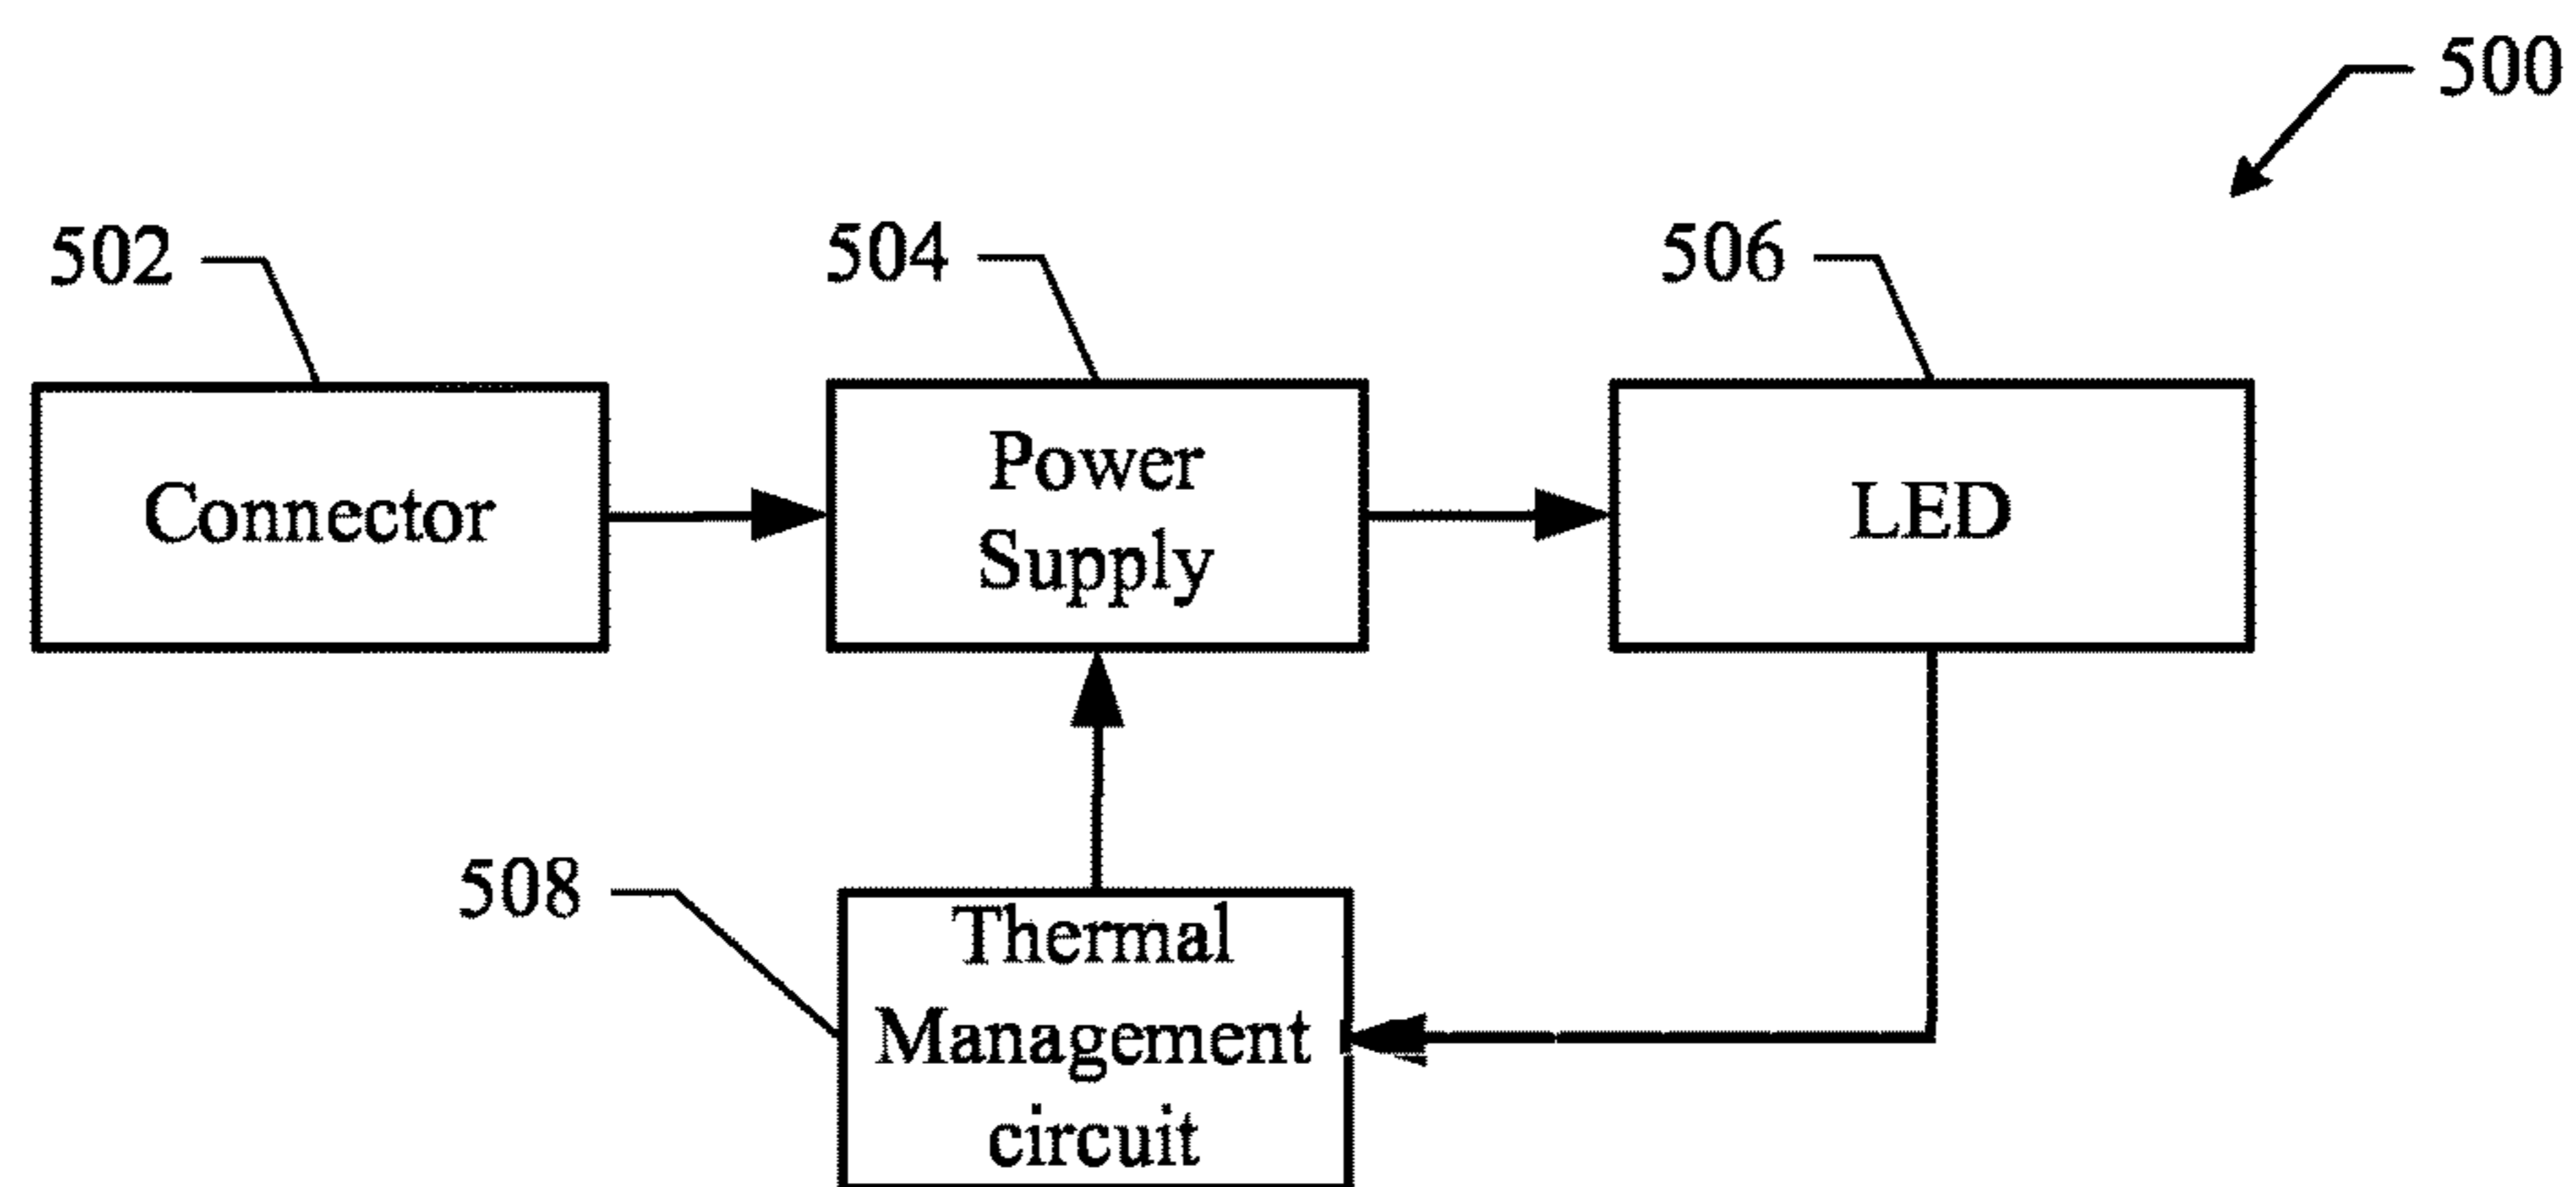 500
502
504
506
Connector
Power
Supply
LED
508
Thermal
Management
circuit